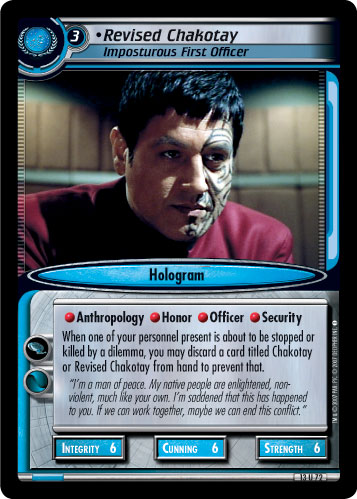 3
•Revised Chakotay
Imposturous First Officer
Hologram
• Anthropology • Honor • Officer • Security
When one of your personnel present is about to be stopped or
killed by a dilemma, you may discard a card titled Chakotay
or Revised Chakotay from hand to prevent that.
"I'm a man of peace. My native people are enlightened, non-
violent, much like your own. I'm saddened that this has happened
to you. If we can work together, maybe we can end this conflict."
INTEGRITY 6 CUNNING 6 STRENGTH 6
13 U 77